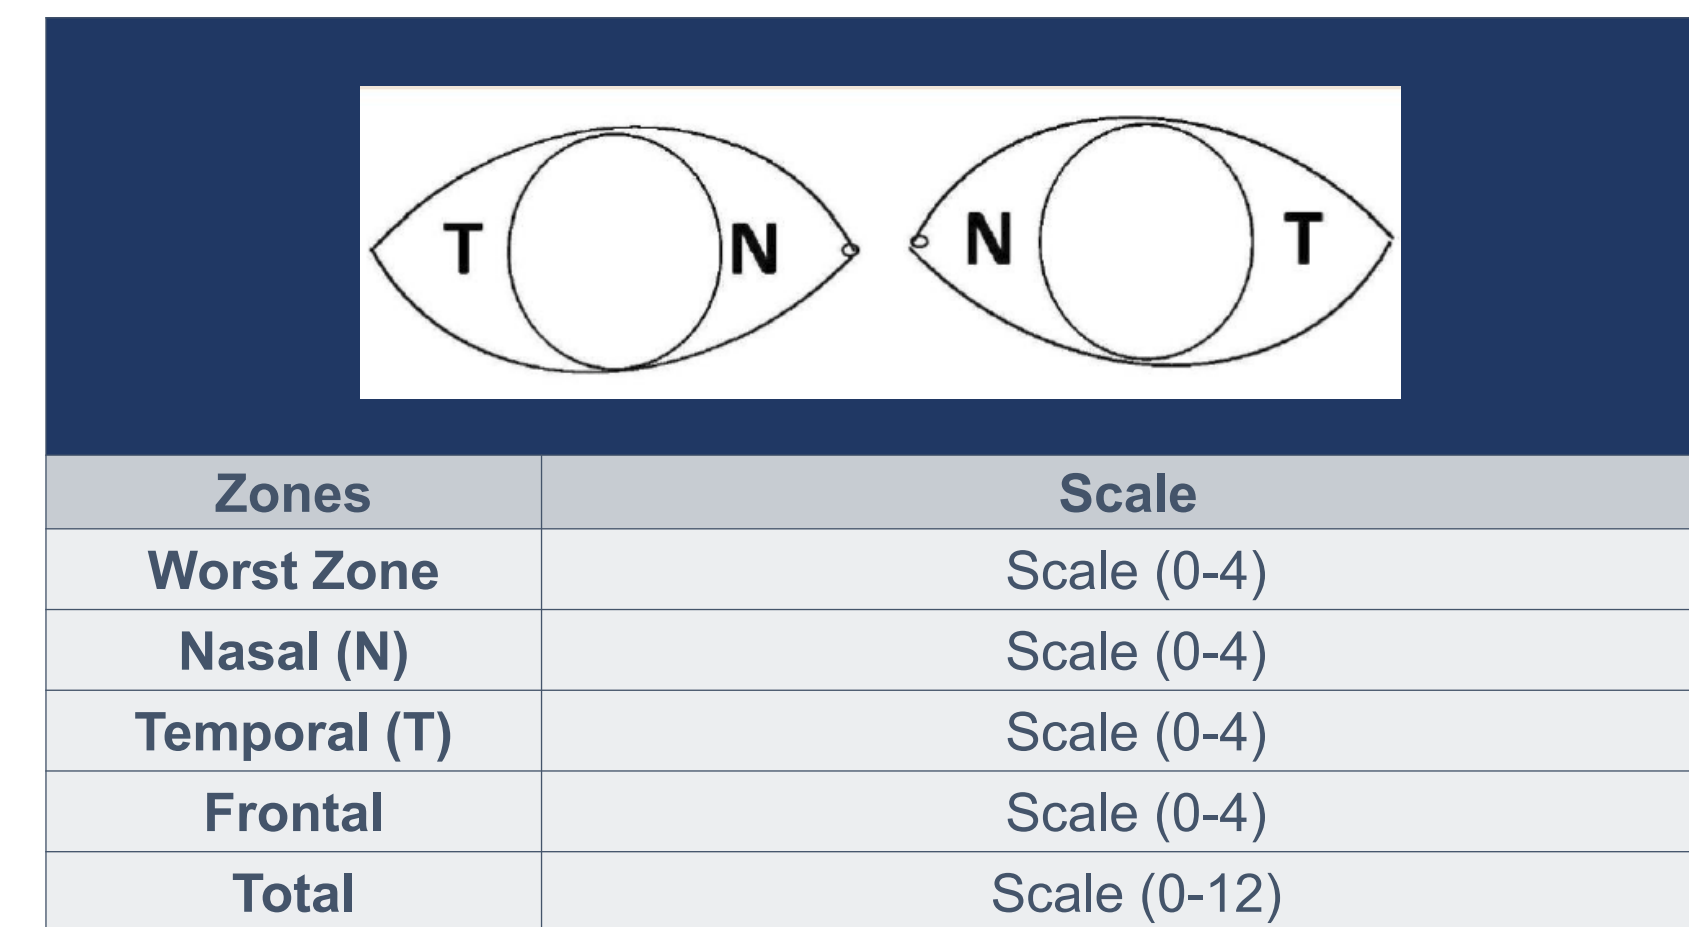 T N N T
Zones Scale
Worst Zone Scale (0-4)
Nasal (N) Scale (0-4)
Temporal (T) Scale (0-4)
Frontal Scale (0-4)
Total Scale (0-12)